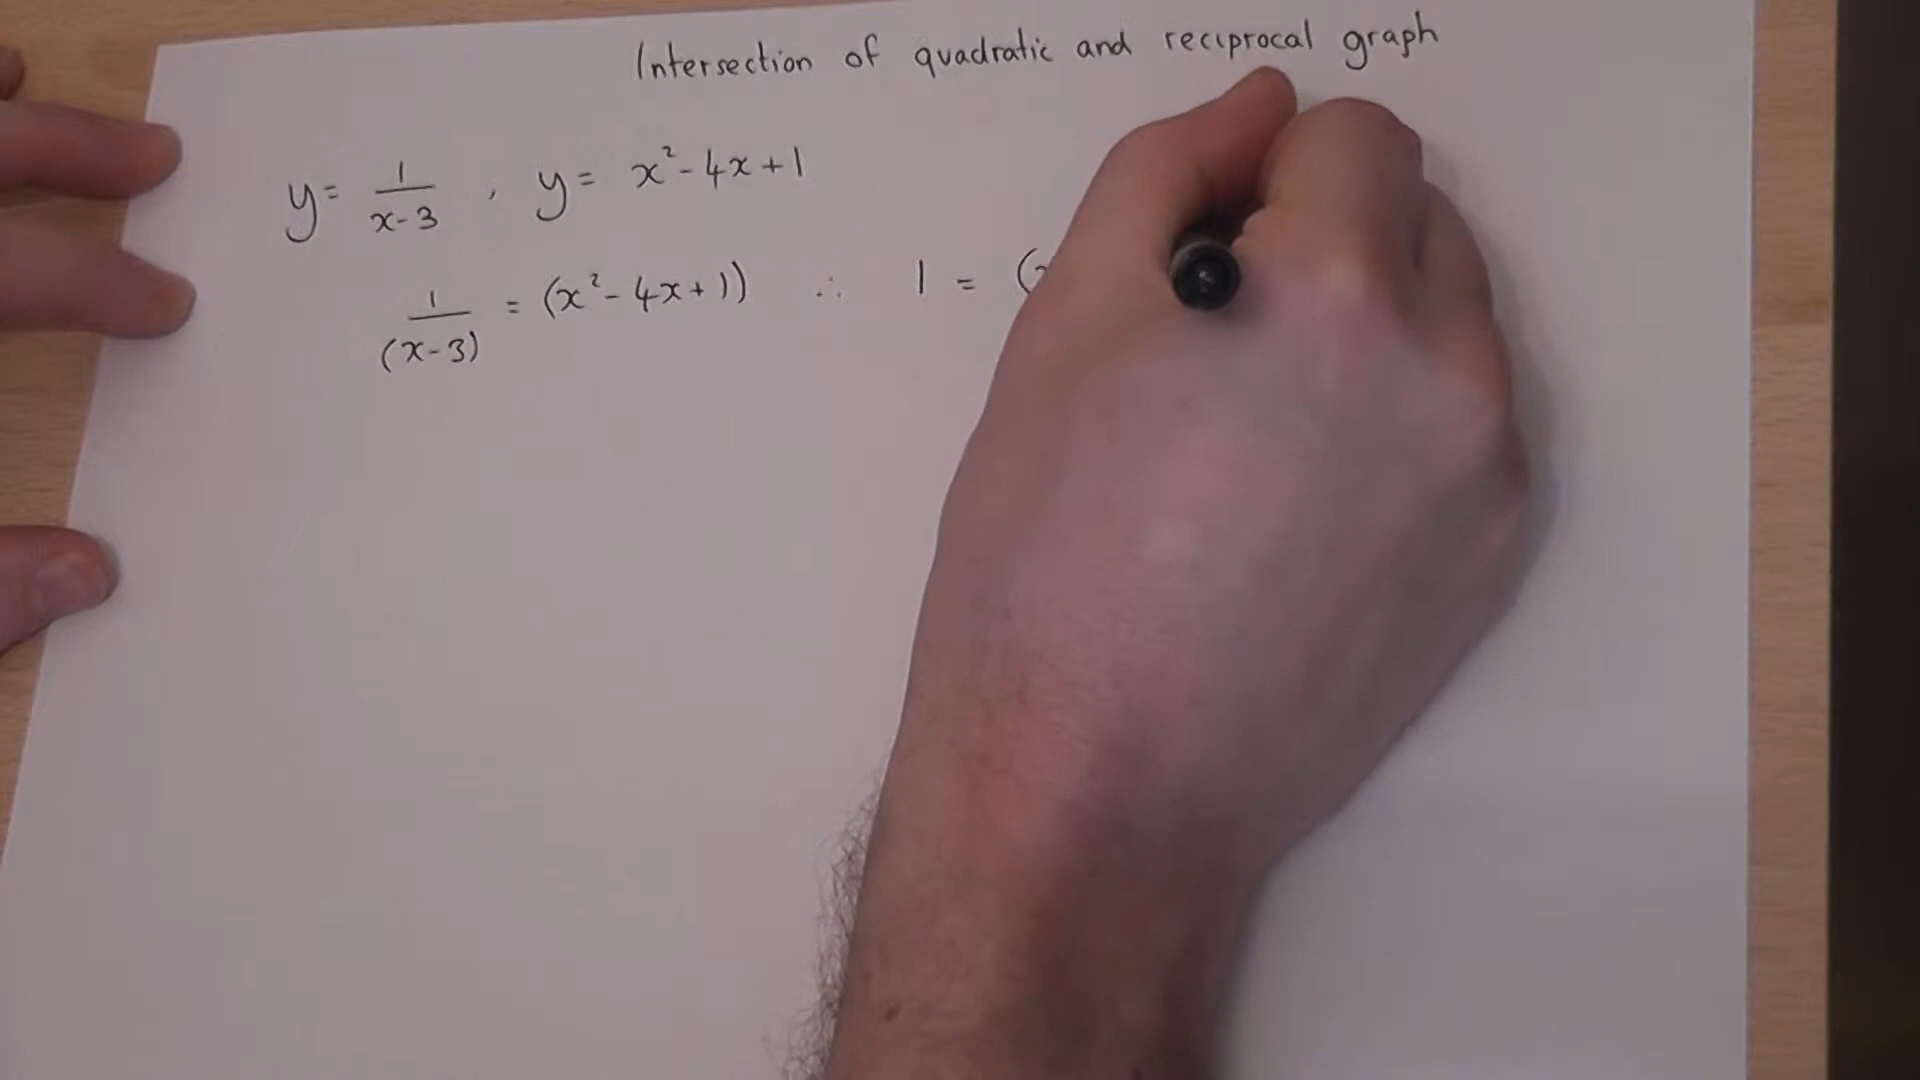 Intersection of quadratic and reciprocal graph
y = 1/(x-3) , y = x² - 4x + 1
1/(x-3) = (x² - 4x + 1) ∴ 1 = (